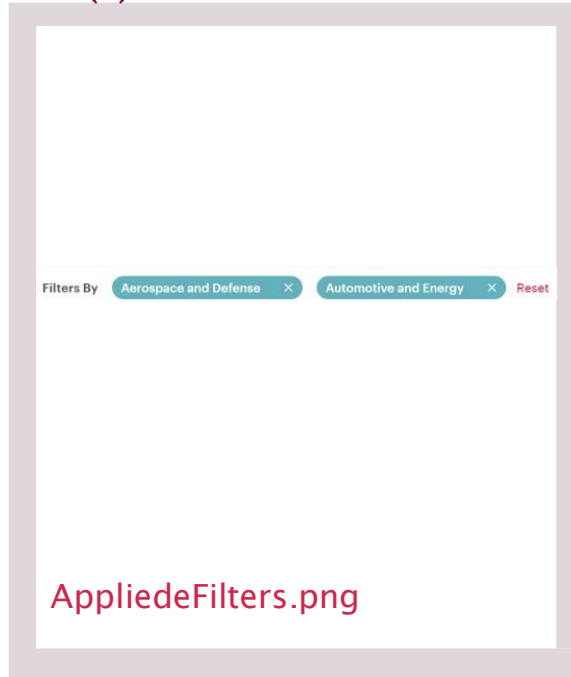 Filters By Aerospace and Defense × Automotive and Energy × Reset
AppliedeFilters.png